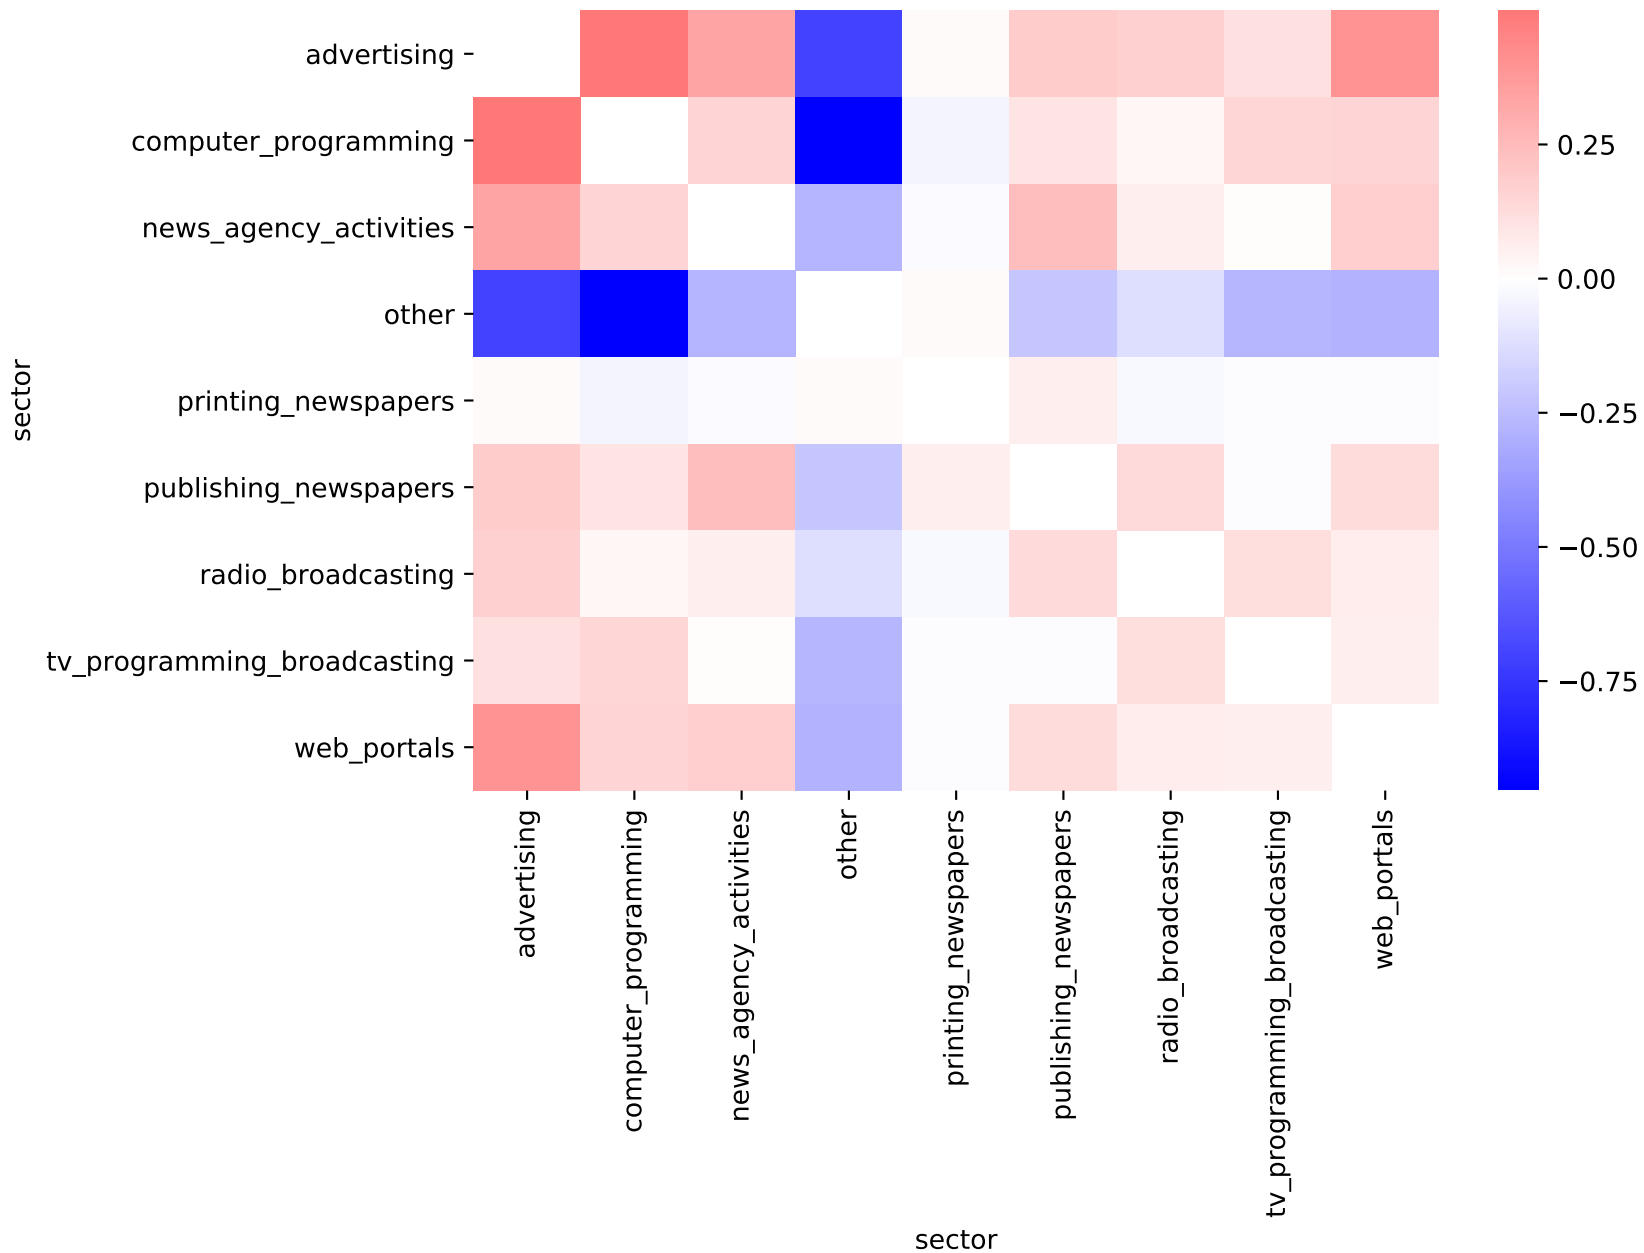 advertising
computer_programming
news_agency_activities
other
printing_newspapers
publishing_newspapers
radio_broadcasting
tv_programming_broadcasting
web_portals
sector
advertising
computer_programming
news_agency_activities
other
printing_newspapers
publishing_newspapers
radio_broadcasting
tv_programming_broadcasting
web_portals
sector
0.25
0.00
−0.25
−0.50
−0.75